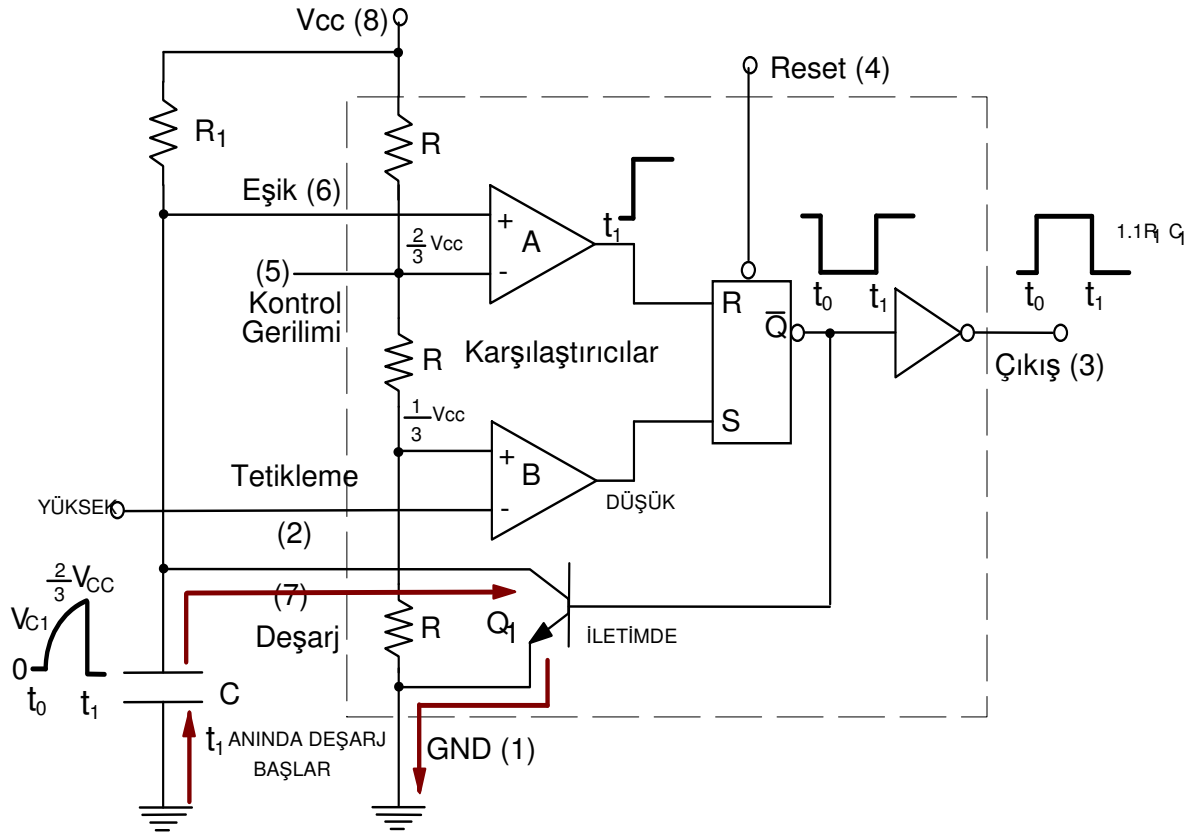 Vcc (8)
Reset (4)
R1
R
Eşik (6)
+
A
-
t1
2/3 Vcc
(5)
Kontrol
Gerilimi
R
Karşılaştırıcılar
R
S
Q̅
t0 t1
t0 t1
1.1R1 C1
Çıkış (3)
1/3 Vcc
+
B
-
Tetikleme
YÜKSEK
(2)
DÜŞÜK
2/3 VCC
VC1
0
t0 t1
(7)
Deşarj
R
Q1
İLETİMDE
C
t1 ANINDA DEŞARJ
BAŞLAR
GND (1)